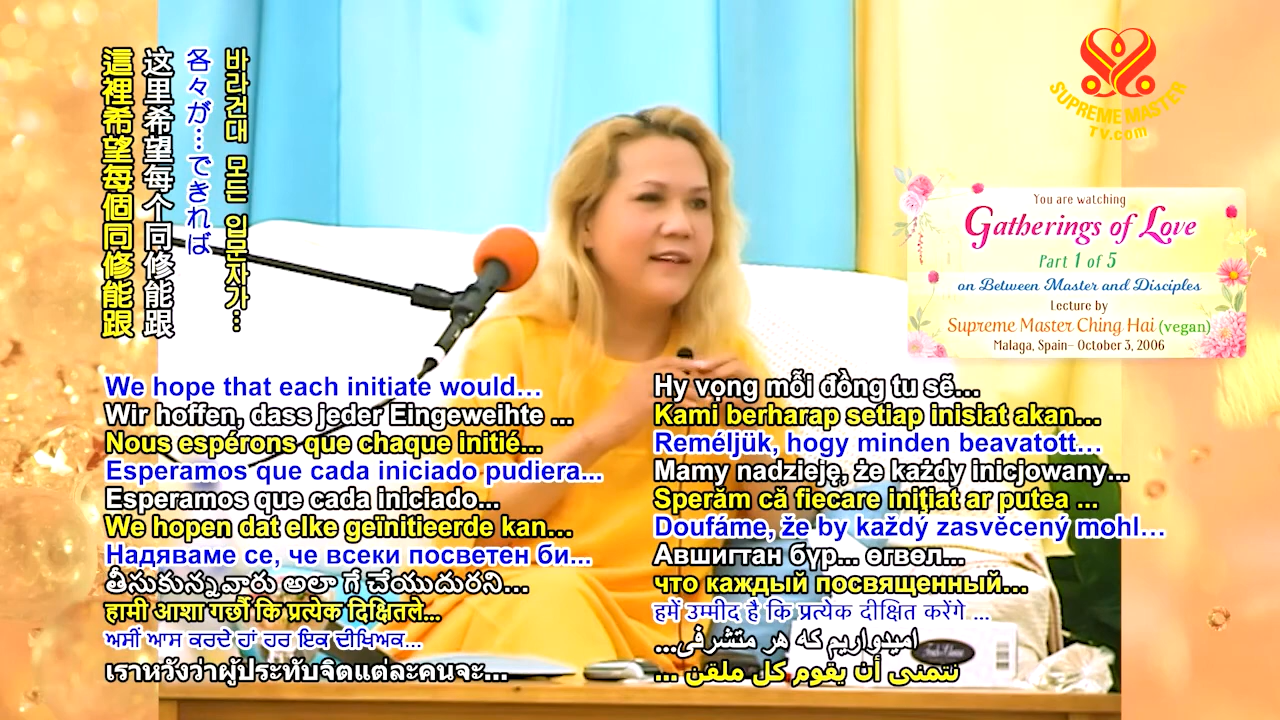 這裡希望每個同修能跟
这里希望每个同修能跟
各々が…できれば
바라건대 모든 입문자가…
SUPREME MASTER
TV.com
You are watching
Gatherings of Love
Part 1 of 5
on Between Master and Disciples
Lecture by
Supreme Master Ching Hai (vegan)
Malaga, Spain– October 3, 2006
We hope that each initiate would…
Wir hoffen, dass jeder Eingeweihte ...
Nous espérons que chaque initié...
Esperamos que cada iniciado pudiera...
Esperamos que cada iniciado...
We hopen dat elke geïnitieerde kan...
Надяваме се, че всеки посветен би...
తీసుకున్నవారు అలా గే చేయుదురని...
हामी आशा गर्छौं कि प्रत्येक दिक्षितले...
ਅਸੀਂ ਆਸ ਕਰਦੇ ਹਾਂ ਹਰ ਇਕ ਦੀਖਿਅਕ...
เราหวังว่าผู้ประทับจิตแต่ละคนจะ...
Hy vọng mỗi đồng tu sẽ...
Kami berharap setiap inisiat akan...
Reméljük, hogy minden beavatott...
Mamy nadzieję, że każdy inicjowany...
Sperăm că fiecare iniţiat ar putea ...
Doufáme, že by každý zasvěcený mohl…
Авшигтан бүр... өгвөл...
что каждый посвященный...
हमें उम्मीद है कि प्रत्येक दीक्षित करेंगे ...
امیدواریم که هر متشرفی...
نتمنى أن يقوم كل ملقن ...